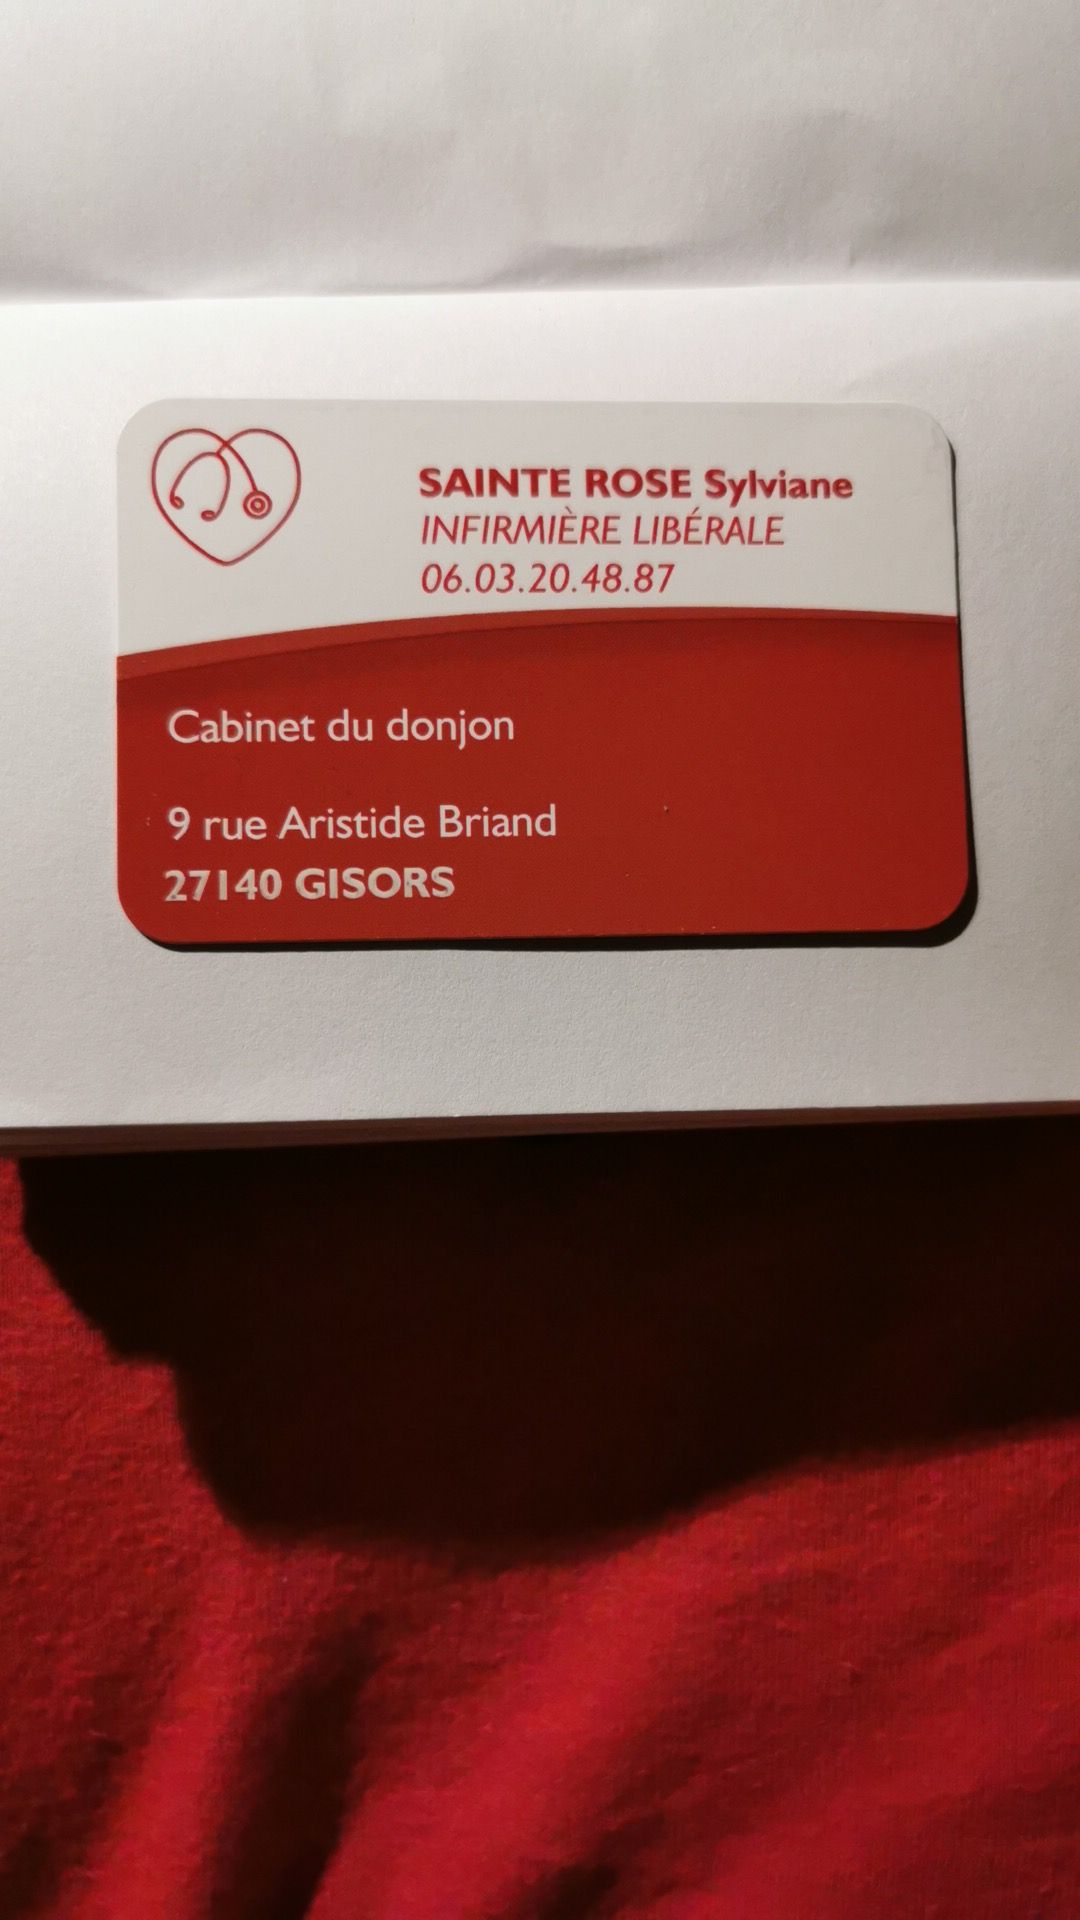 SAINTE ROSE Sylviane
INFIRMIÈRE LIBÉRALE
06.03.20.48.87
Cabinet du donjon
9 rue Aristide Briand
27140 GISORS